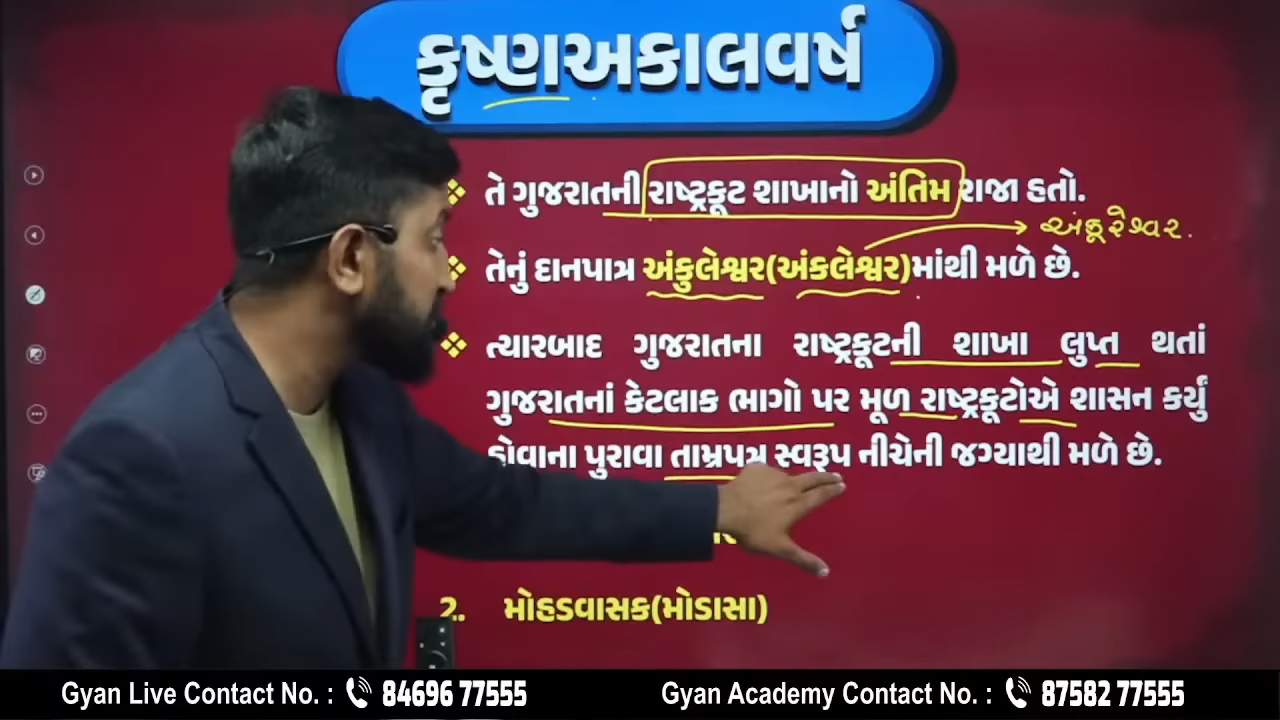 કૃષ્ણઅકાલવર્ષ
❖ તે ગુજરાતની રાષ્ટ્રકૂટ શાખાનો અંતિમ રાજા હતો.
અંકૂરેશ્વર.
❖ તેનું દાનપાત્ર અંકુલેશ્વર(અંકલેશ્વર)માંથી મળે છે.
❖ ત્યારબાદ ગુજરાતના રાષ્ટ્રકૂટની શાખા લુપ્ત થતાં
ગુજરાતનાં કેટલાક ભાગો પર મૂળ રાષ્ટ્રકૂટોએ શાસન કર્યું
હોવાના પુરાવા તામ્રપત્ર સ્વરૂપ નીચેની જગ્યાથી મળે છે.
2. મોહડવાસક(મોડાસા)
Gyan Live Contact No. : 84696 77555 Gyan Academy Contact No. : 87582 77555